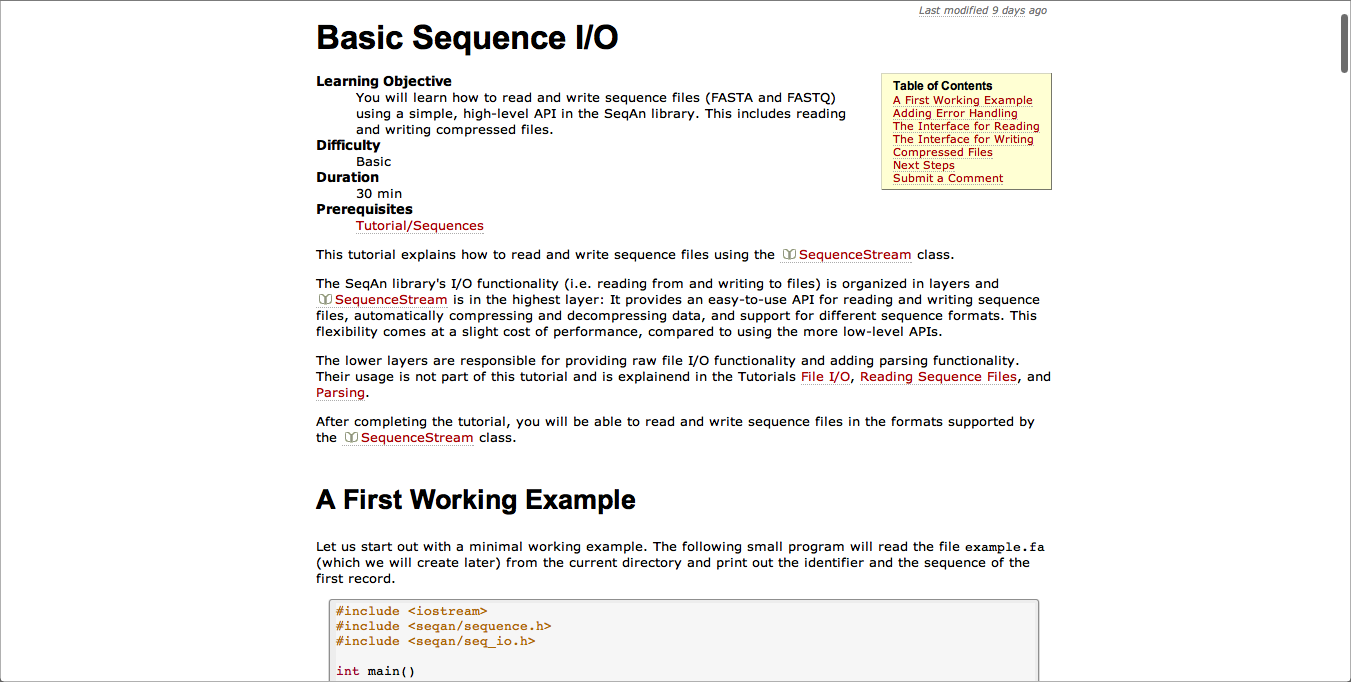 Last modified 9 days ago
Basic Sequence I/O
Learning Objective
You will learn how to read and write sequence files (FASTA and FASTQ)
using a simple, high-level API in the SeqAn library. This includes reading
and writing compressed files.
Difficulty
Basic
Duration
30 min
Prerequisites
Tutorial/Sequences
Table of Contents
A First Working Example
Adding Error Handling
The Interface for Reading
The Interface for Writing
Compressed Files
Next Steps
Submit a Comment
This tutorial explains how to read and write sequence files using the SequenceStream class.
The SeqAn library's I/O functionality (i.e. reading from and writing to files) is organized in layers and
SequenceStream is in the highest layer: It provides an easy-to-use API for reading and writing sequence
files, automatically compressing and decompressing data, and support for different sequence formats. This
flexibility comes at a slight cost of performance, compared to using the more low-level APIs.
The lower layers are responsible for providing raw file I/O functionality and adding parsing functionality.
Their usage is not part of this tutorial and is explainend in the Tutorials File I/O, Reading Sequence Files, and
Parsing.
After completing the tutorial, you will be able to read and write sequence files in the formats supported by
the SequenceStream class.
A First Working Example
Let us start out with a minimal working example. The following small program will read the file example.fa
(which we will create later) from the current directory and print out the identifier and the sequence of the
first record.
#include <iostream>
#include <seqan/sequence.h>
#include <seqan/seq_io.h>
int main()